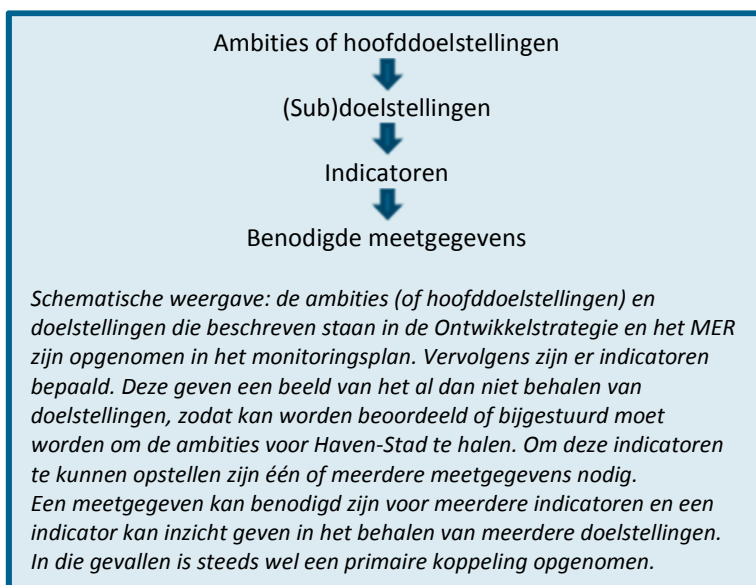 Ambities of hoofddoelstellingen
(Sub)doelstellingen
Indicatoren
Benodigde meetgegevens
Schematische weergave: de ambities (of hoofddoelstellingen) en
doelstellingen die beschreven staan in de Ontwikkelstrategie en het MER
zijn opgenomen in het monitoringsplan. Vervolgens zijn er indicatoren
bepaald. Deze geven een beeld van het al dan niet behalen van
doelstellingen, zodat kan worden beoordeeld of bijgestuurd moet
worden om de ambities voor Haven-Stad te halen. Om deze indicatoren
te kunnen opstellen zijn één of meerdere meetgegevens nodig.
Een meetgegeven kan benodigd zijn voor meerdere indicatoren en een
indicator kan inzicht geven in het behalen van meerdere doelstellingen.
In die gevallen is steeds wel een primaire koppeling opgenomen.